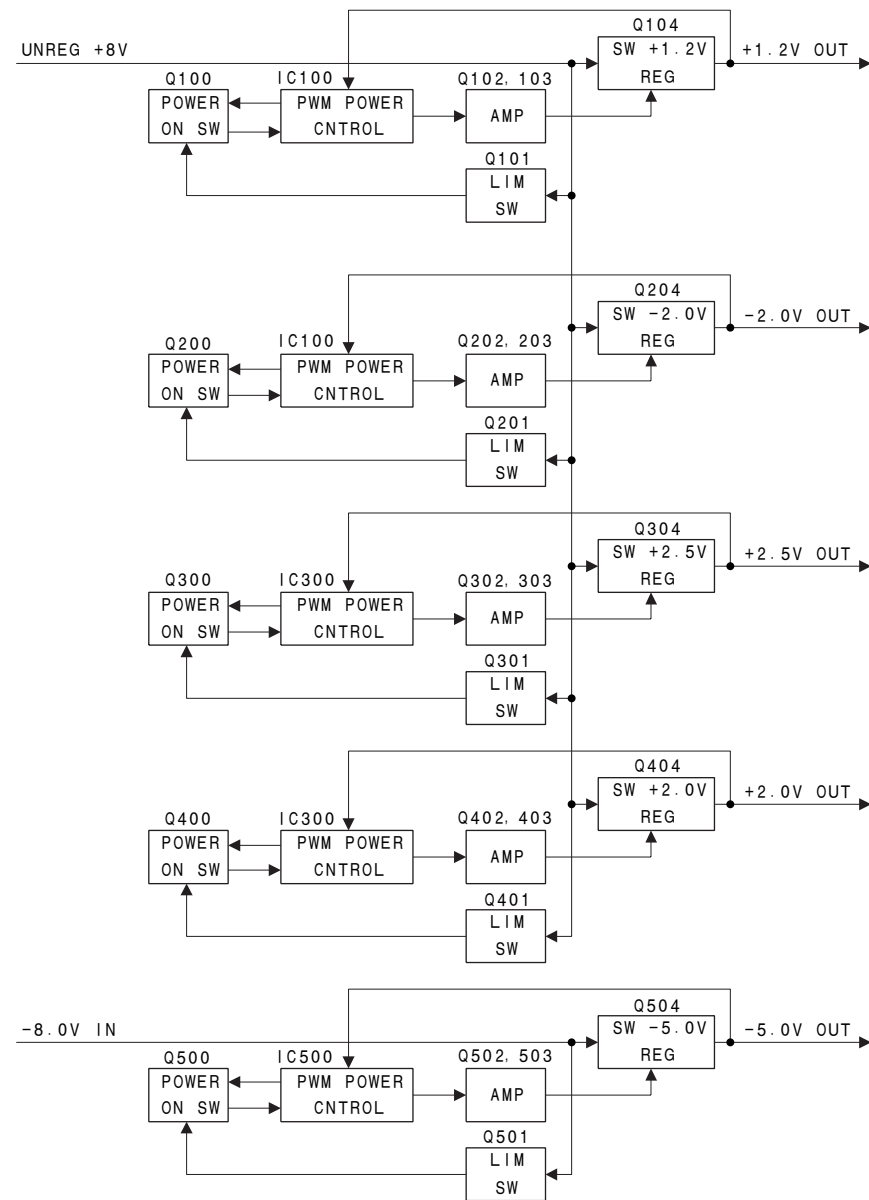 Q104
UNREG +8V
SW +1.2V
REG
+1.2V OUT
Q100
IC100
Q102, 103
POWER
ON SW
PWM POWER
CNTROL
AMP
Q101
LIM
SW
Q204
SW -2.0V
REG
-2.0V OUT
Q200
IC100
Q202, 203
POWER
ON SW
PWM POWER
CNTROL
AMP
Q201
LIM
SW
Q304
SW +2.5V
REG
+2.5V OUT
Q300
IC300
Q302, 303
POWER
ON SW
PWM POWER
CNTROL
AMP
Q301
LIM
SW
Q404
SW +2.0V
REG
+2.0V OUT
Q400
IC300
Q402, 403
POWER
ON SW
PWM POWER
CNTROL
AMP
Q401
LIM
SW
Q504
-8.0V IN
SW -5.0V
REG
-5.0V OUT
Q500
IC500
Q502, 503
POWER
ON SW
PWM POWER
CNTROL
AMP
Q501
LIM
SW